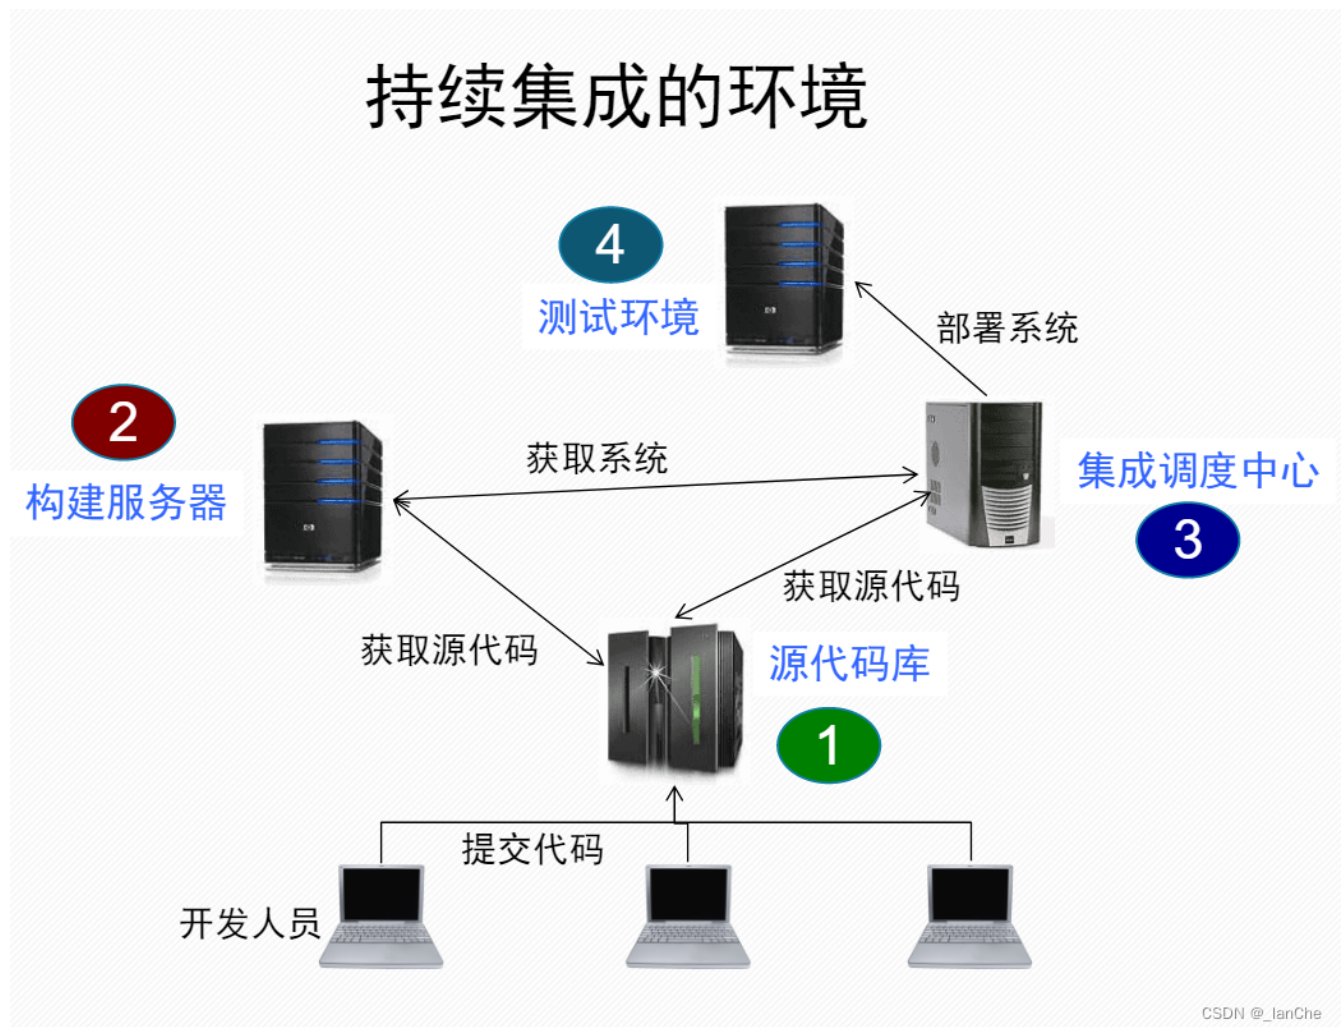 持续集成的环境
4
测试环境
部署系统
2
构建服务器
获取系统
集成调度中心
3
获取源代码
获取源代码
源代码库
1
提交代码
开发人员
CSDN @_lanChe